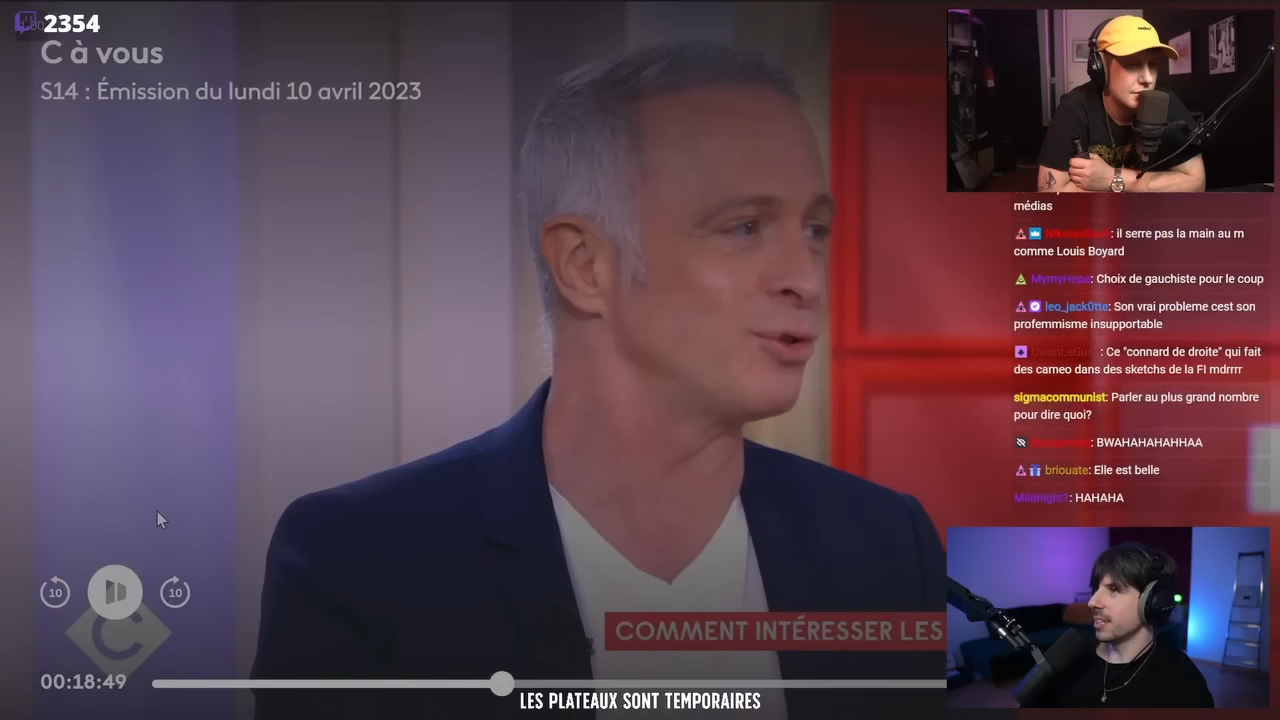 2354
C à vous
S14 : Émission du lundi 10 avril 2023
médias
: il serre pas la main au rn
comme Louis Boyard
MymyHope: Choix de gauchiste pour le coup
leo_jack0tte: Son vrai probleme cest son
profemmisme insupportable
: Ce "connard de droite" qui fait
des cameo dans des sketchs de la FI mdrrrr
sigmacommunist: Parler au plus grand nombre
pour dire quoi?
: BWAHAHAHAHHAA
briouate: Elle est belle
: HAHAHA
10
10
C
COMMENT INTÉRESSER LES
00:18:49
LES PLATEAUX SONT TEMPORAIRES